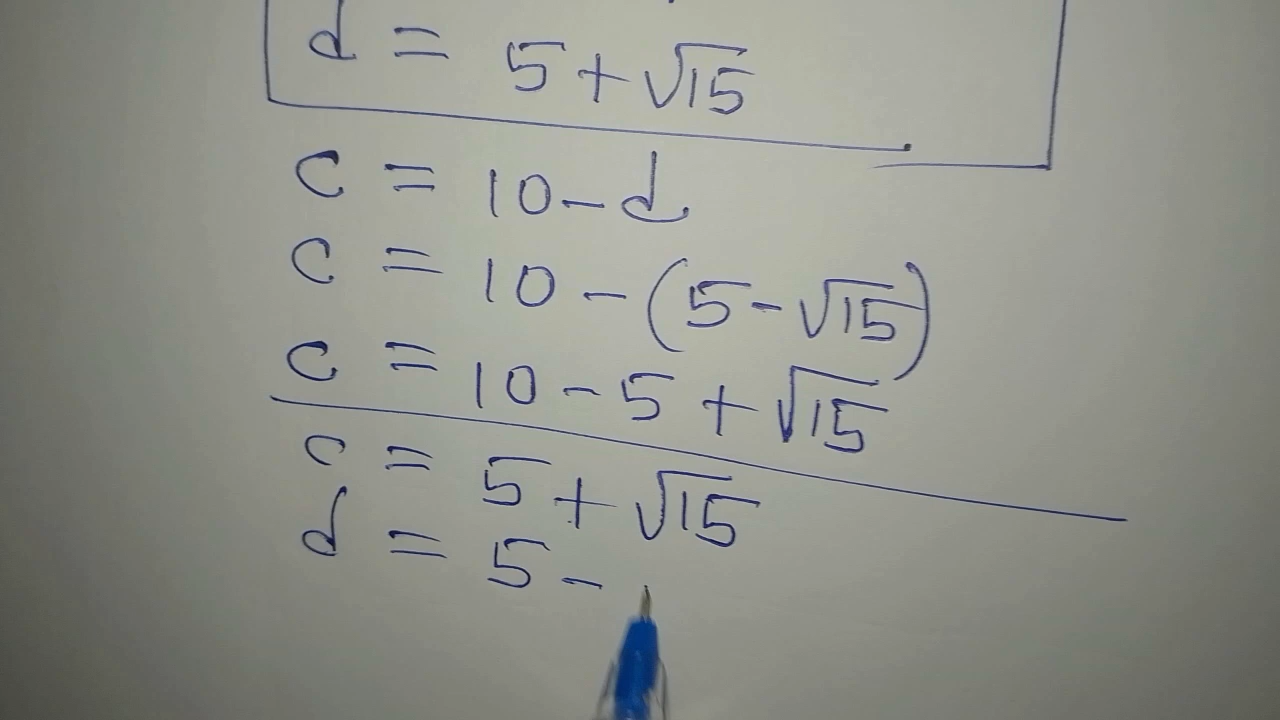 d = 5 + √15
c = 10 - d
c = 10 - (5 - √15)
c = 10 - 5 + √15
c = 5 + √15
d = 5 -